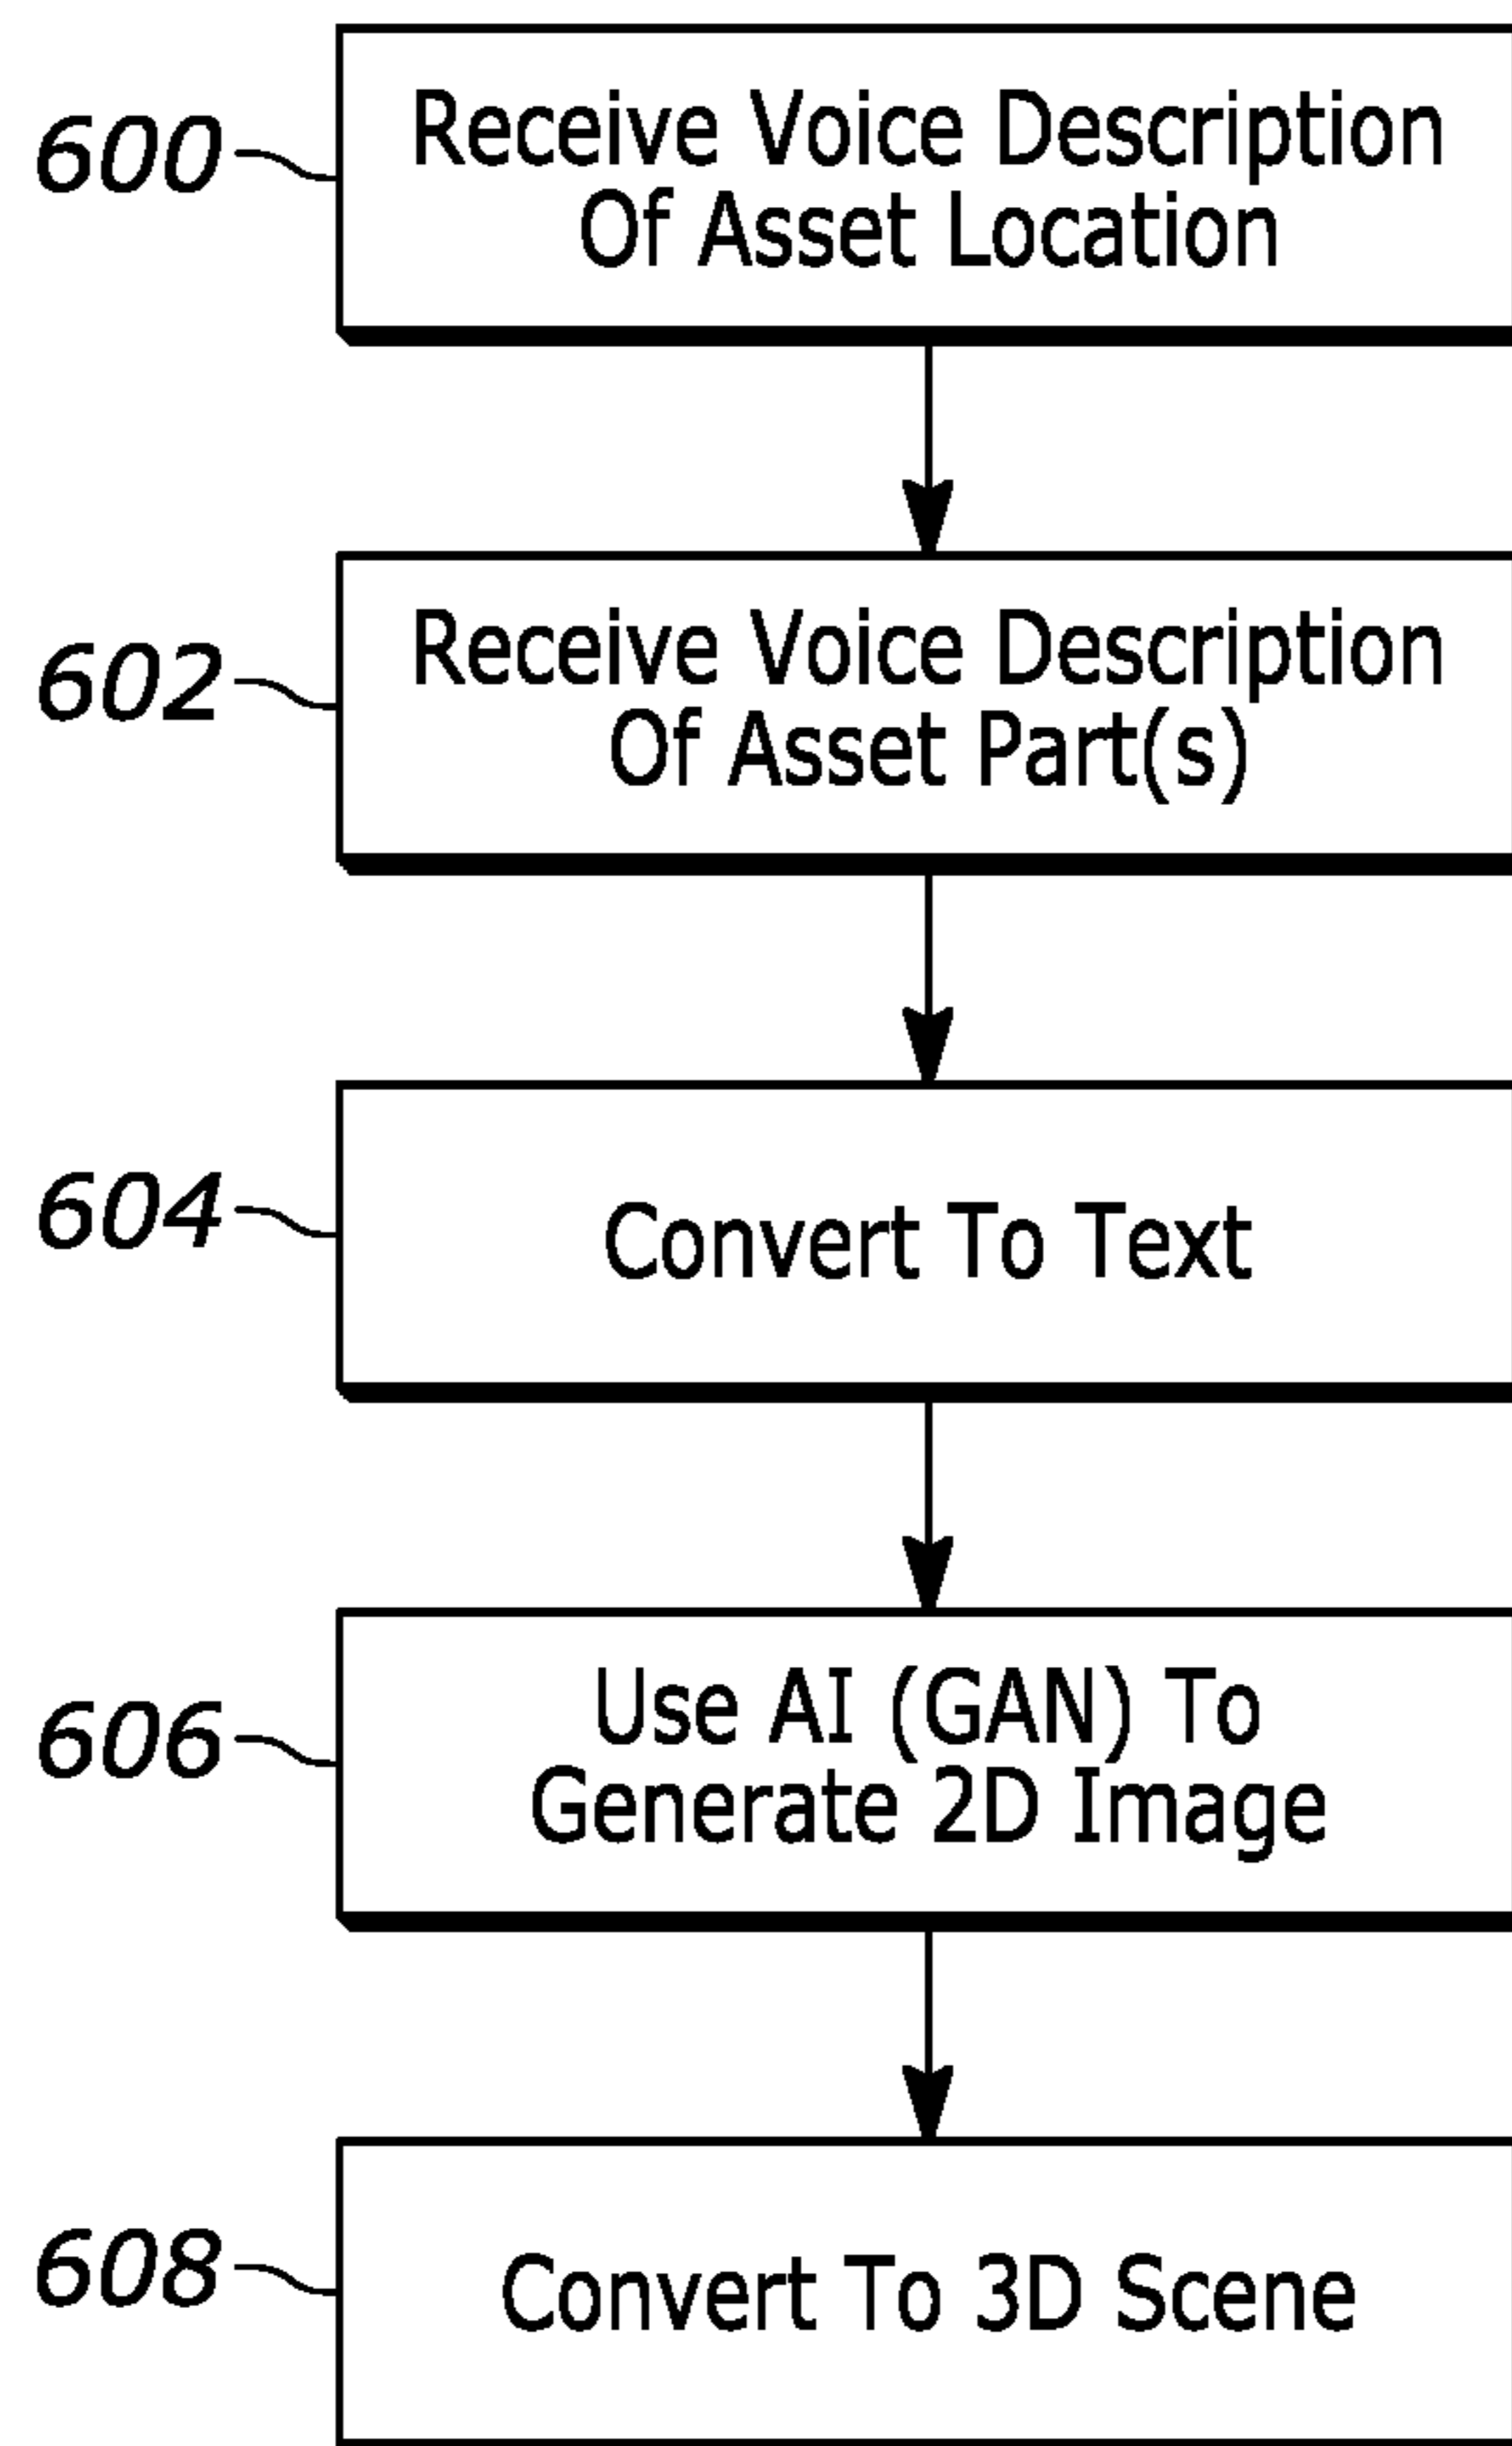 600
Receive Voice Description
Of Asset Location
602
Receive Voice Description
Of Asset Part(s)
604
Convert To Text
606
Use AI (GAN) To
Generate 2D Image
608
Convert To 3D Scene